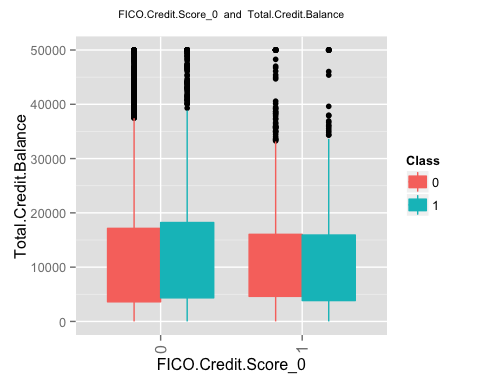 FICO.Credit.Score_0 and Total.Credit.Balance
50000
40000
30000
20000
10000
0
Total.Credit.Balance
0
1
FICO.Credit.Score_0
Class
0
1